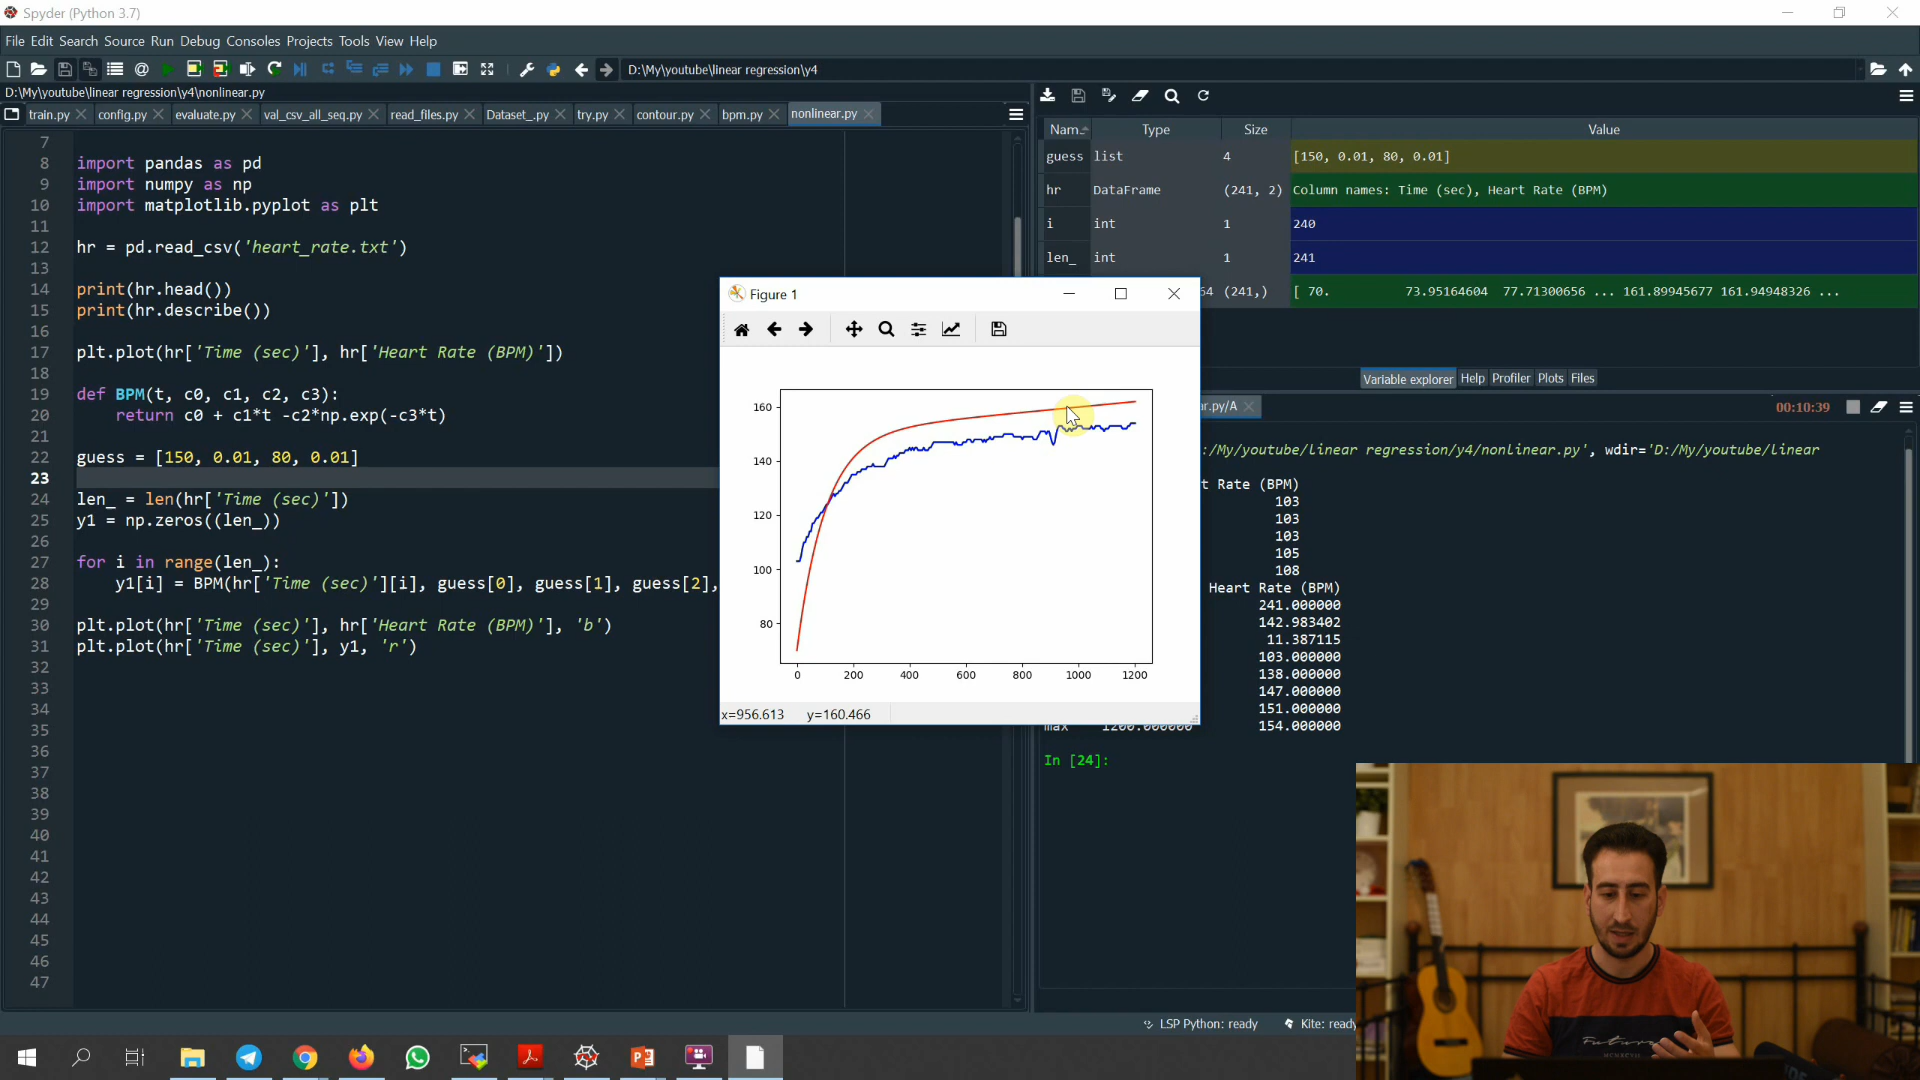 Spyder (Python 3.7)
File Edit Search Source Run Debug Consoles Projects Tools View Help
D:\My\youtube\linear regression\y4
D:\My\youtube\linear regression\y4\nonlinear.py
train.py config.py evaluate.py val_csv_all_seq.py read_files.py Dataset_.py try.py contour.py bpm.py nonlinear.py
7
8 import pandas as pd
9 import numpy as np
10 import matplotlib.pyplot as plt
11
12 hr = pd.read_csv('heart_rate.txt')
13
14 print(hr.head())
15 print(hr.describe())
16
17 plt.plot(hr['Time (sec)'], hr['Heart Rate (BPM)'])
18
19 def BPM(t, c0, c1, c2, c3):
20 return c0 + c1*t -c2*np.exp(-c3*t)
21
22 guess = [150, 0.01, 80, 0.01]
23
24 len_ = len(hr['Time (sec)'])
25 y1 = np.zeros((len_))
26
27 for i in range(len_):
28 y1[i] = BPM(hr['Time (sec)'][i], guess[0], guess[1], guess[2],
29
30 plt.plot(hr['Time (sec)'], hr['Heart Rate (BPM)'], 'b')
31 plt.plot(hr['Time (sec)'], y1, 'r')
32
33
34
35
36
37
38
39
40
41
42
43
44
45
46
47
Nam. Type Size Value
guess list 4 [150, 0.01, 80, 0.01]
hr DataFrame (241, 2) Column names: Time (sec), Heart Rate (BPM)
i int 1 240
len_ int 1 241
64 (241,) [ 70. 73.95164604 77.71300656 ... 161.89945677 161.94948326 ...
Variable explorer Help Profiler Plots Files
Figure 1
160
140
120
100
80
0 200 400 600 800 1000 1200
x=956.613 y=160.466
r.py/A 00:10:39
:/My/youtube/linear regression/y4/nonlinear.py', wdir='D:/My/youtube/linear
t Rate (BPM)
103
103
103
105
108
Heart Rate (BPM)
241.000000
142.983402
11.387115
103.000000
138.000000
147.000000
151.000000
max 1200.000000 154.000000
In [24]:
LSP Python: ready Kite: ready